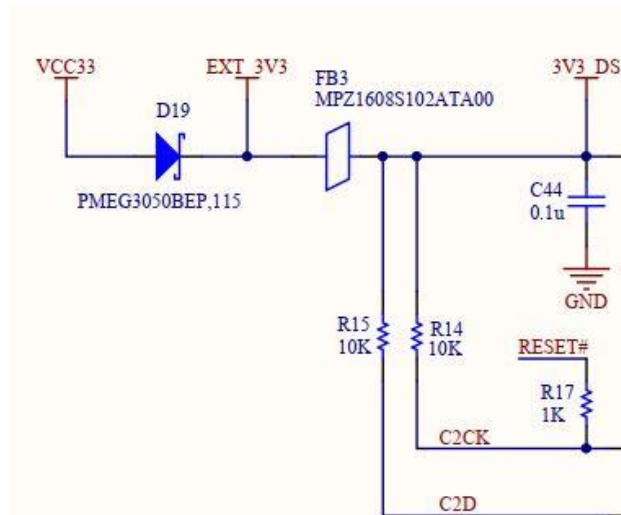 VCC33
EXT_3V3
3V3_DS
FB3
MPZ1608S102ATA00
D19
PMEG3050BEP,115
C44
0.1u
GND
R15
10K
R14
10K
RESET#
R17
1K
C2CK
C2D